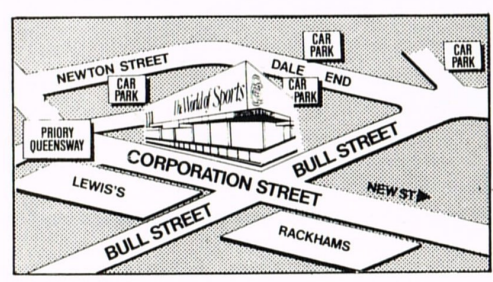 CAR
PARK
CAR
PARK
NEWTON STREET
DALE END
CAR
PARK
CAR
PARK
The World of Sports
PRIORY
QUEENSWAY
CORPORATION STREET
BULL STREET
LEWIS'S
NEW ST
BULL STREET
RACKHAMS